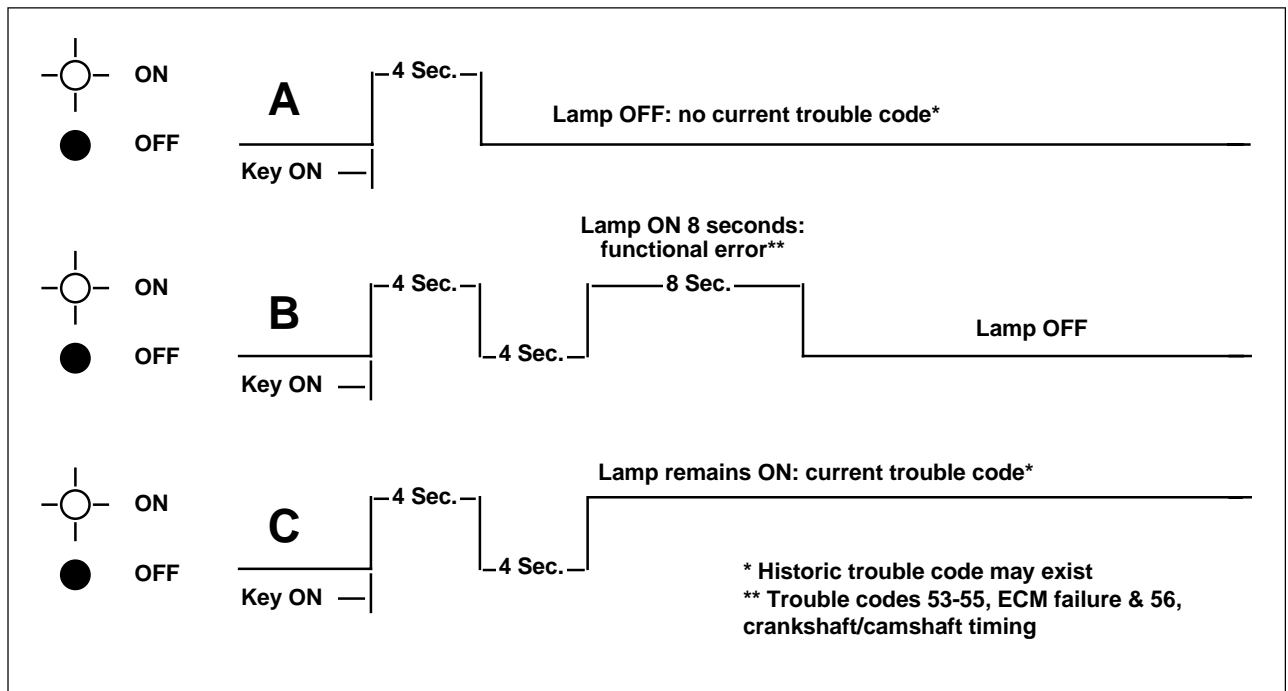 ON
4 Sec.
A
Lamp OFF: no current trouble code*
OFF
Key ON
Lamp ON 8 seconds:
functional error**
ON
4 Sec.
8 Sec.
B
Lamp OFF
OFF
4 Sec.
Key ON
Lamp remains ON: current trouble code*
ON
4 Sec.
C
OFF
4 Sec.
Key ON
* Historic trouble code may exist
** Trouble codes 53-55, ECM failure & 56,
crankshaft/camshaft timing